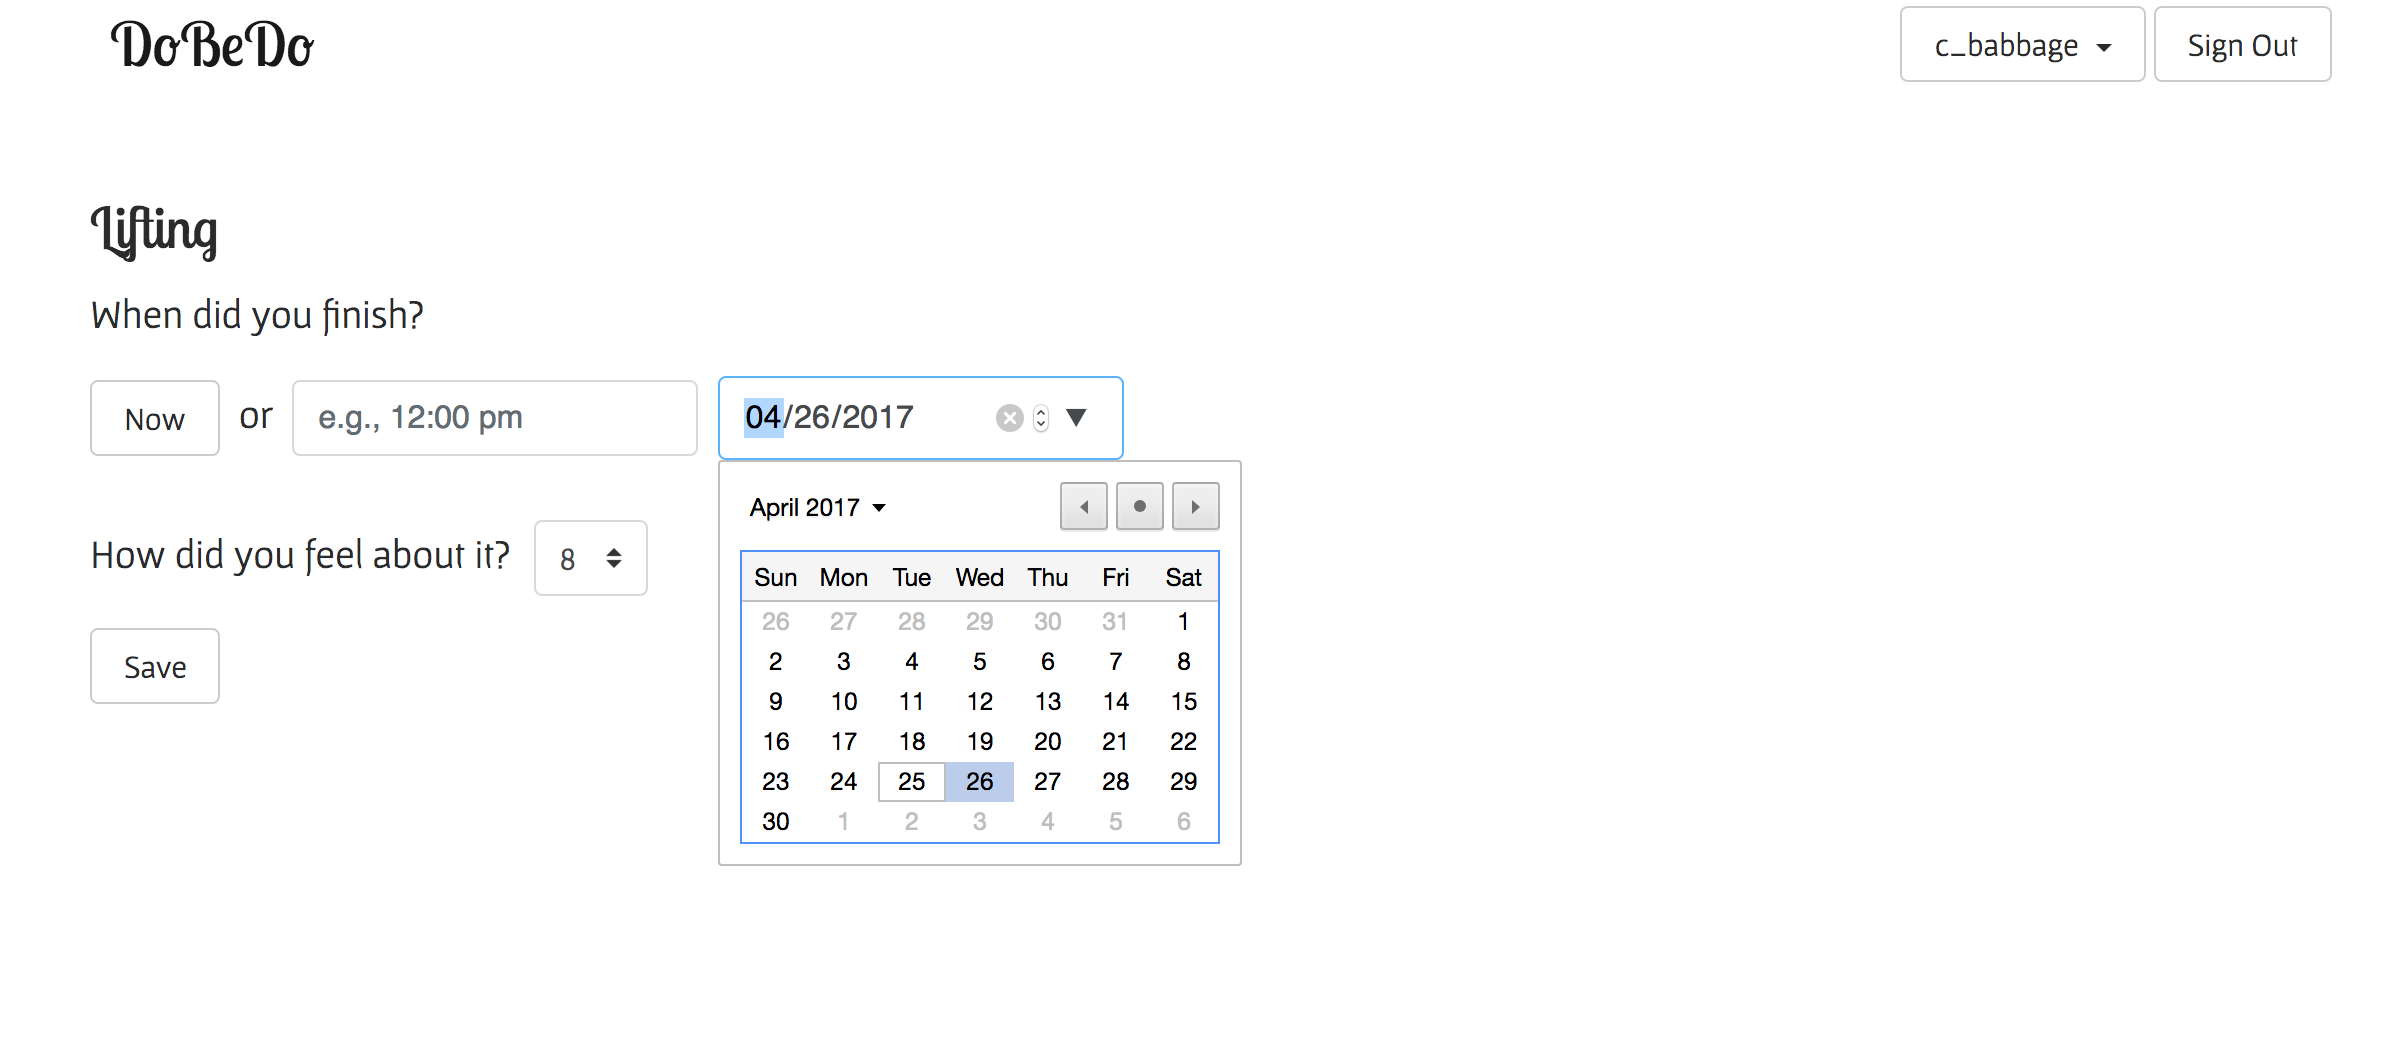 DoBeDo
c_babbage
Sign Out
Lifting
When did you finish?
Now or e.g., 12:00 pm 04/26/2017
How did you feel about it? 8
Save
April 2017
Sun Mon Tue Wed Thu Fri Sat
26 27 28 29 30 31 1
2 3 4 5 6 7 8
9 10 11 12 13 14 15
16 17 18 19 20 21 22
23 24 25 26 27 28 29
30 1 2 3 4 5 6